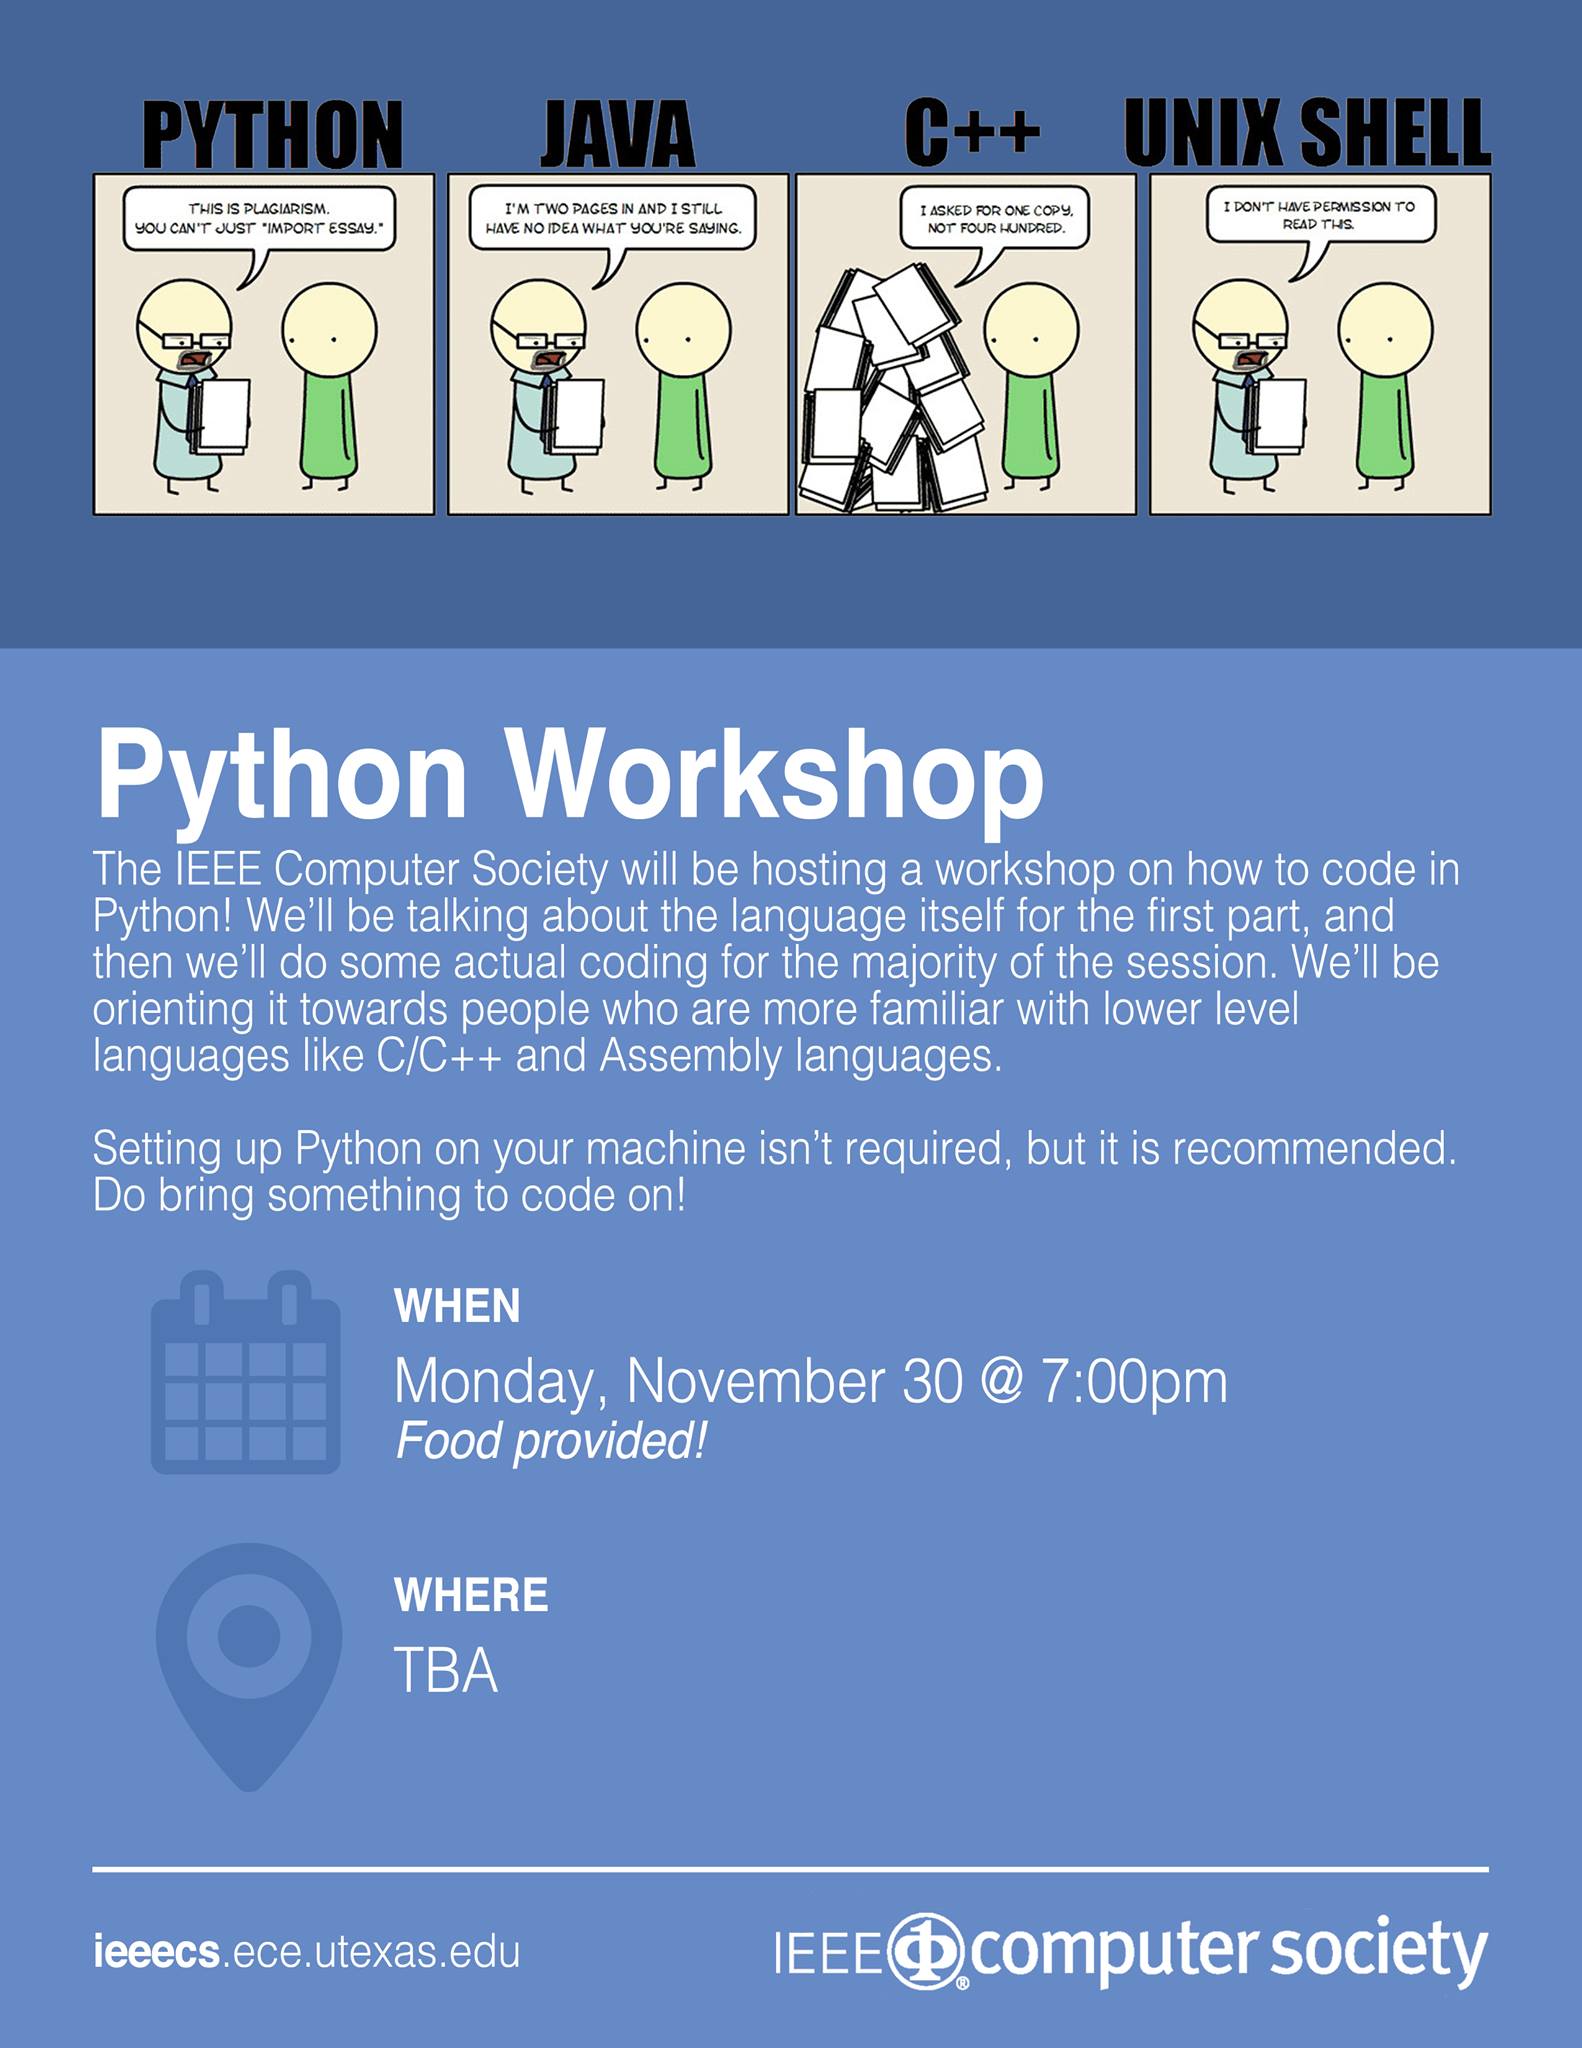 PYTHON
JAVA
C++
UNIX SHELL
THIS IS PLAGIARISM.
YOU CAN'T JUST "IMPORT ESSAY."
I'M TWO PAGES IN AND I STILL
HAVE NO IDEA WHAT YOU'RE SAYING.
I ASKED FOR ONE COPY,
NOT FOUR HUNDRED.
I DON'T HAVE PERMISSION TO
READ THIS.
Python Workshop
The IEEE Computer Society will be hosting a workshop on how to code in
Python! We'll be talking about the language itself for the first part, and
then we'll do some actual coding for the majority of the session. We'll be
orienting it towards people who are more familiar with lower level
languages like C/C++ and Assembly languages.
Setting up Python on your machine isn't required, but it is recommended.
Do bring something to code on!
WHEN
Monday, November 30 @ 7:00pm
Food provided!
WHERE
TBA
ieeecs.ece.utexas.edu
IEEE computer society